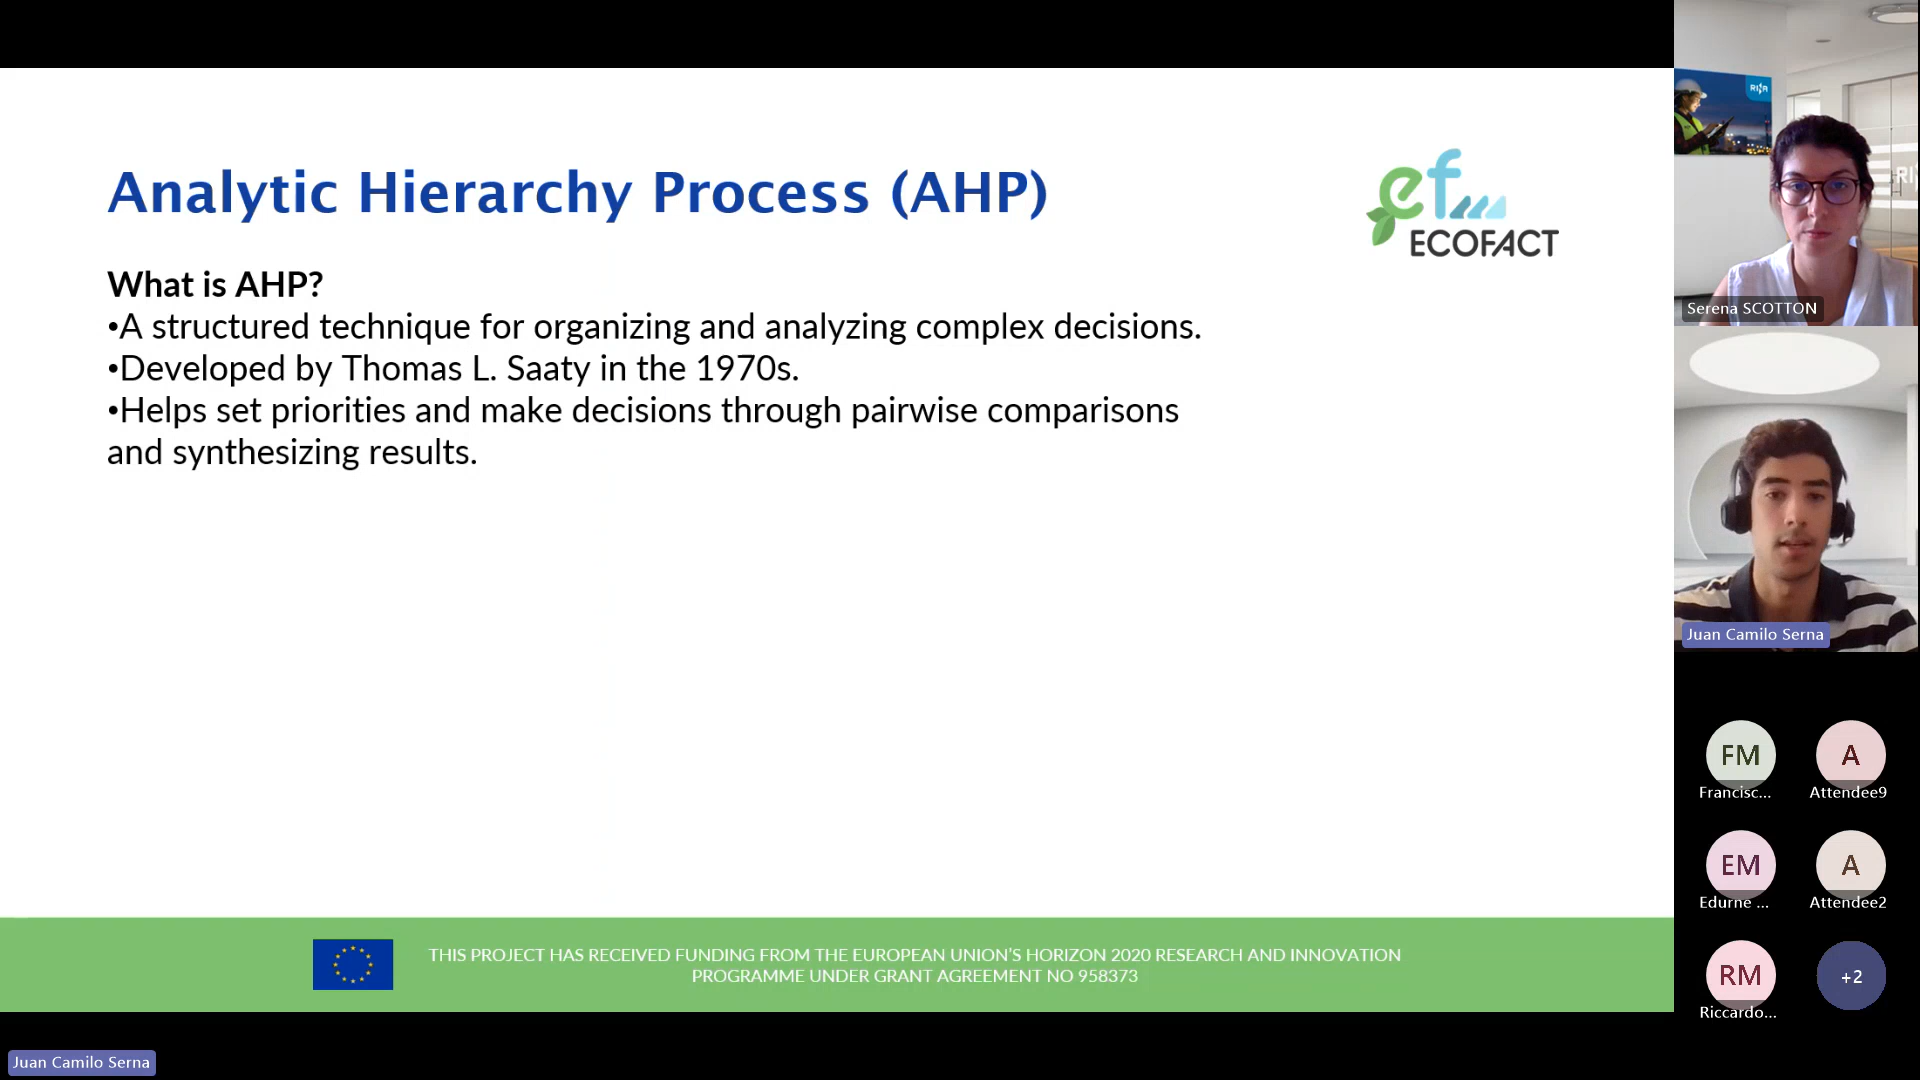 Analytic Hierarchy Process (AHP)
ef
ECOFACT
What is AHP?
•A structured technique for organizing and analyzing complex decisions.
•Developed by Thomas L. Saaty in the 1970s.
•Helps set priorities and make decisions through pairwise comparisons
and synthesizing results.
THIS PROJECT HAS RECEIVED FUNDING FROM THE EUROPEAN UNION’S HORIZON 2020 RESEARCH AND INNOVATION
PROGRAMME UNDER GRANT AGREEMENT NO 958373
Juan Camilo Serna
RINA
RI
Serena SCOTTON
Juan Camilo Serna
FM
Francisc...
A
Attendee9
EM
Edurne ...
A
Attendee2
RM
Riccardo...
+2